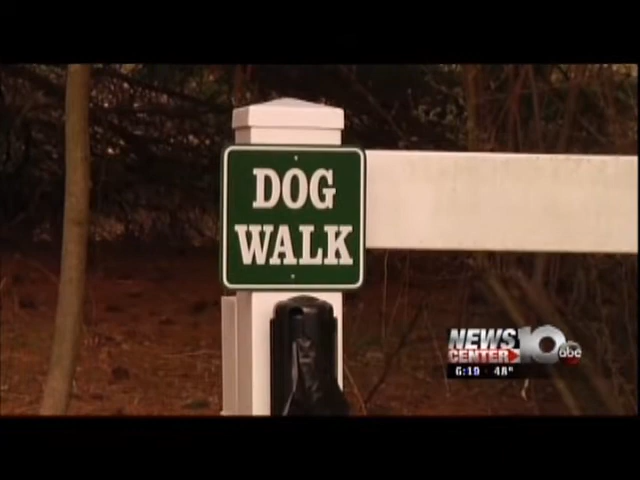 DOG
WALK
NEWS
CENTER
10
abc
6:19 48°